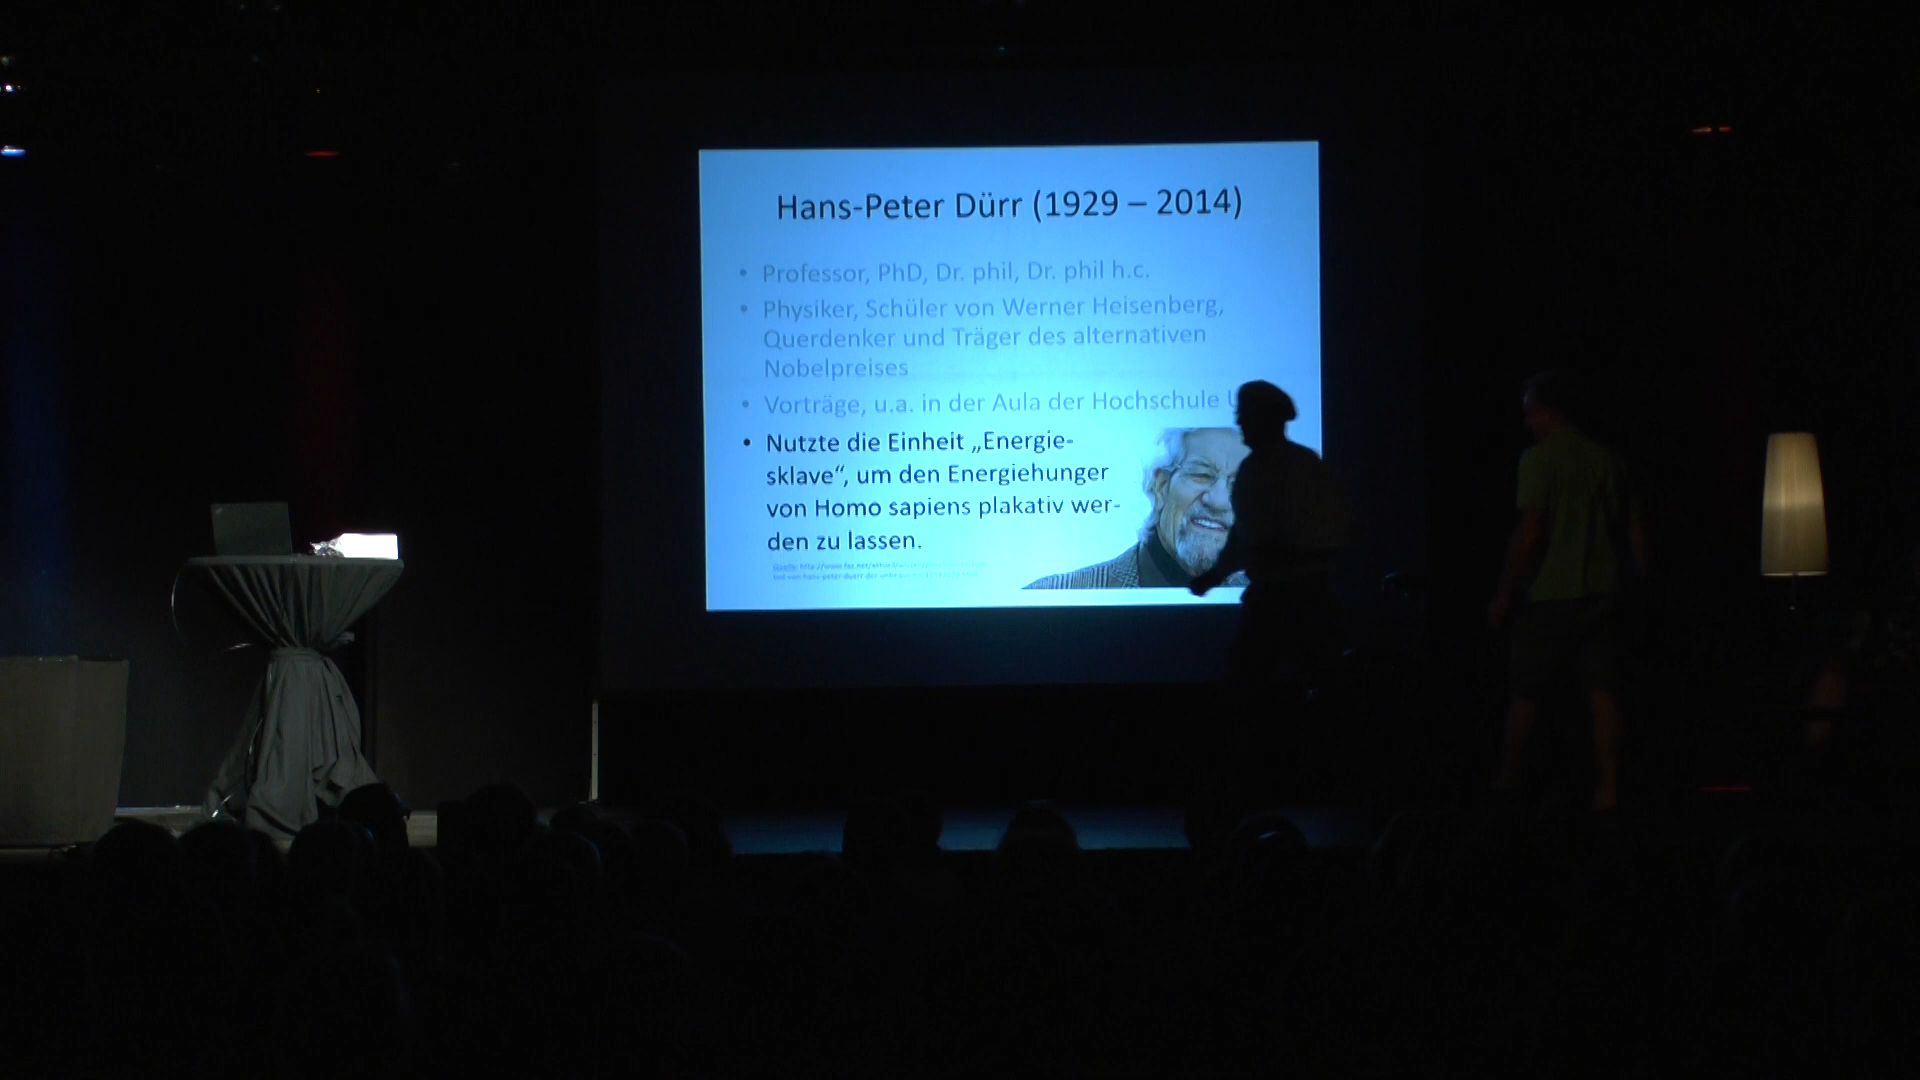 Hans-Peter Dürr (1929 – 2014)
• Professor, PhD, Dr. phil, Dr. phil h.c.
• Physiker, Schüler von Werner Heisenberg,
Querdenker und Träger des alternativen
Nobelpreises
• Vorträge, u.a. in der Aula der Hochschule
• Nutzte die Einheit „Energie-
sklave“, um den Energiehunger
von Homo sapiens plakativ wer-
den zu lassen.